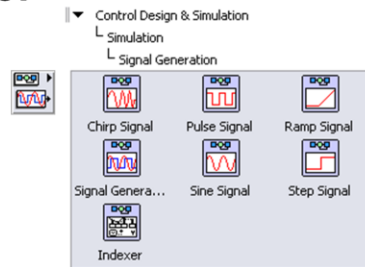 Control Design & Simulation
Simulation
Signal Generation
Chirp Signal Pulse Signal Ramp Signal
Signal Genera... Sine Signal Step Signal
Indexer